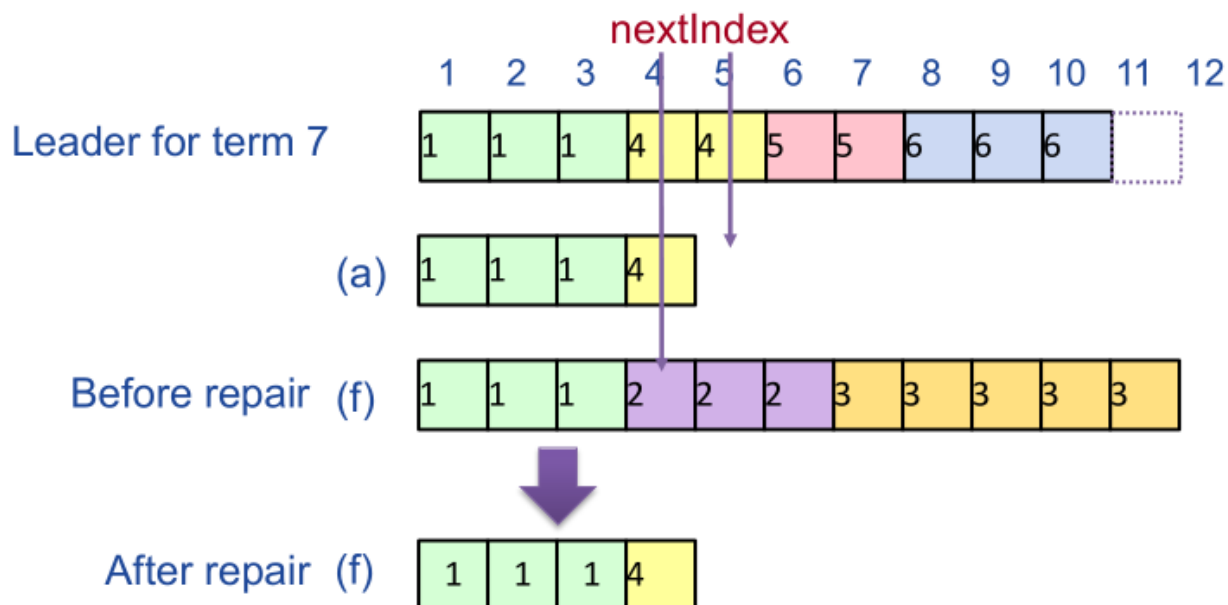 nextIndex
1 2 3 4 5 6 7 8 9 10 11 12
Leader for term 7 1 1 1 4 4 5 5 6 6 6
(a) 1 1 1 4
Before repair (f) 1 1 1 2 2 2 3 3 3 3 3
After repair (f) 1 1 1 4